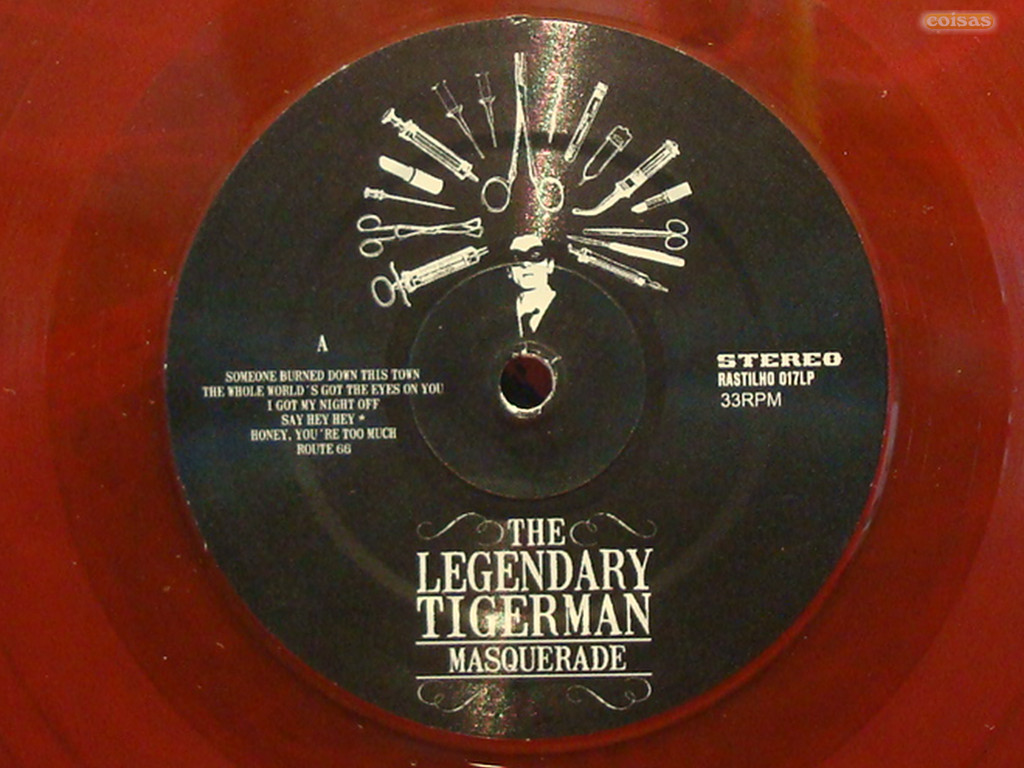 coisas
A
SOMEONE BURNED DOWN THIS TOWN
THE WHOLE WORLD´S GOT THE EYES ON YOU
I GOT MY NIGHT OFF
SAY HEY HEY *
HONEY, YOU´RE TOO MUCH
ROUTE 66
STEREO
RASTILHO 017LP
33RPM
THE
LEGENDARY
TIGERMAN
MASQUERADE